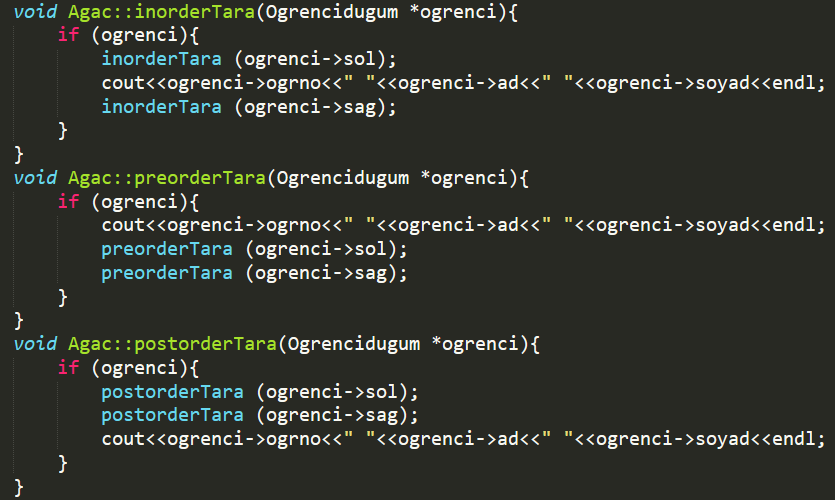 void Agac::inorderTara(Ogrencidugum *ogrenci){
    if (ogrenci){
        inorderTara (ogrenci->sol);
        cout<<ogrenci->ogrno<<" "<<ogrenci->ad<<" "<<ogrenci->soyad<<endl;
        inorderTara (ogrenci->sag);
    }
}
void Agac::preorderTara(Ogrencidugum *ogrenci){
    if (ogrenci){
        cout<<ogrenci->ogrno<<" "<<ogrenci->ad<<" "<<ogrenci->soyad<<endl;
        preorderTara (ogrenci->sol);
        preorderTara (ogrenci->sag);
    }
}
void Agac::postorderTara(Ogrencidugum *ogrenci){
    if (ogrenci){
        postorderTara (ogrenci->sol);
        postorderTara (ogrenci->sag);
        cout<<ogrenci->ogrno<<" "<<ogrenci->ad<<" "<<ogrenci->soyad<<endl;
    }
}